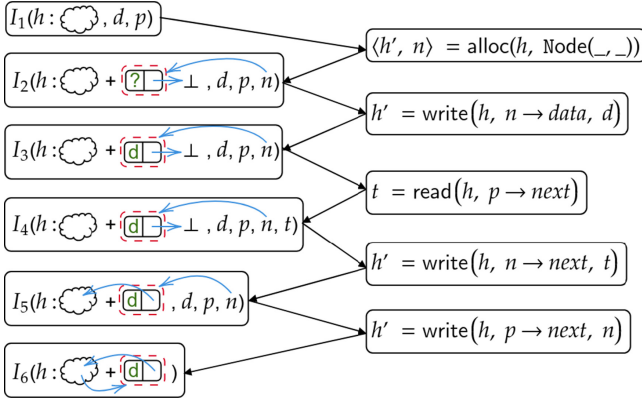 I₁(h: , d, p)
⟨h′, n⟩ = alloc(h, Node(_,_))
I₂(h: + ? ⊥ , d, p, n)
h′ = write(h, n → data, d)
I₃(h: + d ⊥ , d, p, n)
t = read(h, p → next)
I₄(h: + d ⊥ , d, p, n, t)
h′ = write(h, n → next, t)
I₅(h: + d , d, p, n)
h′ = write(h, p → next, n)
I₆(h: + d )